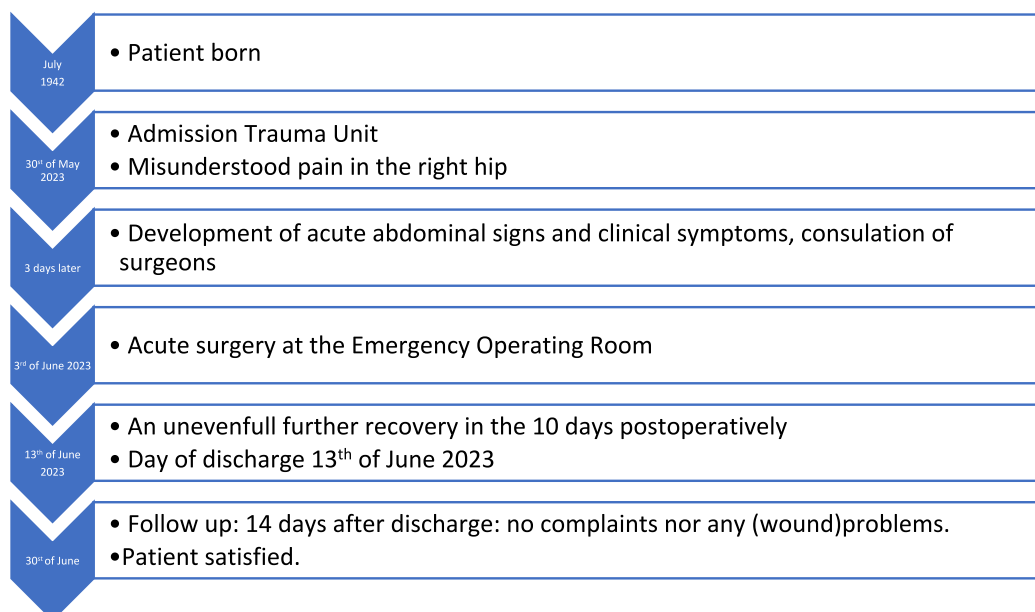 July
1942
• Patient born
30st of May
2023
• Admission Trauma Unit
• Misunderstood pain in the right hip
3 days later
• Development of acute abdominal signs and clinical symptoms, consulation of
surgeons
3rd of June 2023
• Acute surgery at the Emergency Operating Room
13th of June
2023
• An unevenfull further recovery in the 10 days postoperatively
• Day of discharge 13th of June 2023
30st of June
• Follow up: 14 days after discharge: no complaints nor any (wound)problems.
•Patient satisfied.